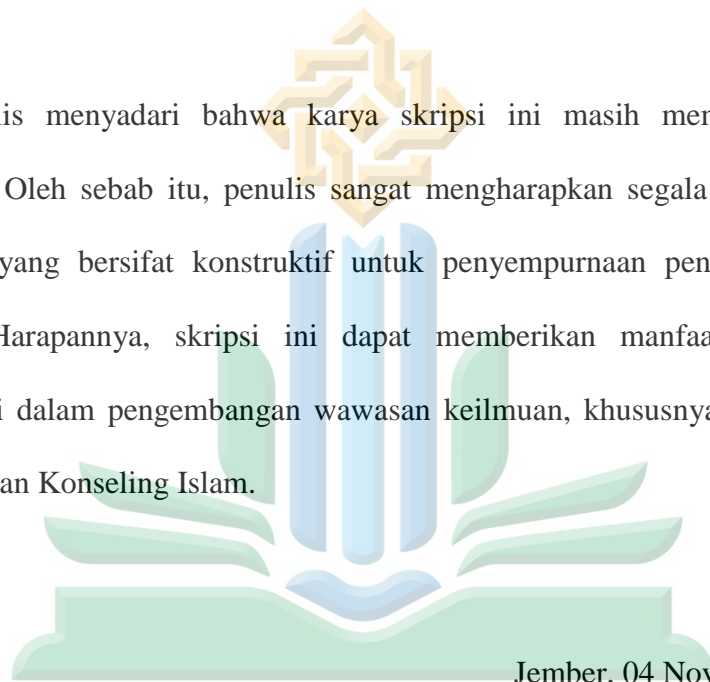 lis menyadari bahwa karya skripsi ini masih men
Oleh sebab itu, penulis sangat mengharapkan segala
yang bersifat konstruktif untuk penyempurnaan pen
Harapannya, skripsi ini dapat memberikan manfaa
i dalam pengembangan wawasan keilmuan, khususnya
an Konseling Islam.
Jember, 04 Nov